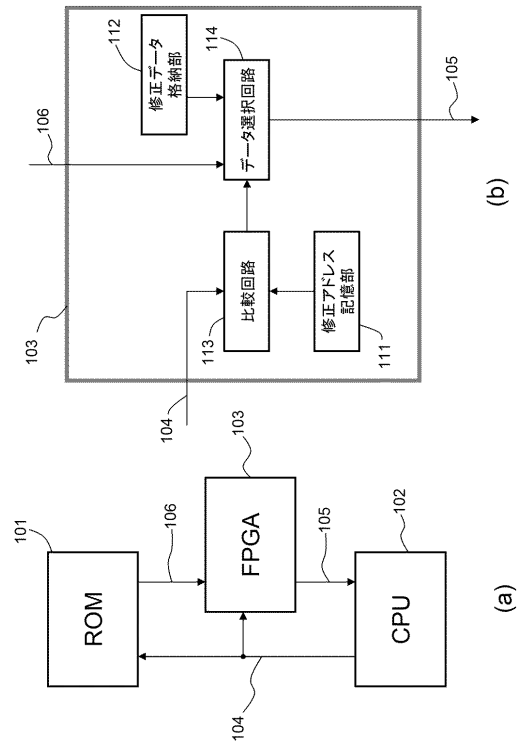 101
ROM
106
103
FPGA
105
102
CPU
104
(a)
103
106
112
修正データ
格納部
114
データ選択回路
104
113
比較回路
修正アドレス
記憶部
111
105
(b)